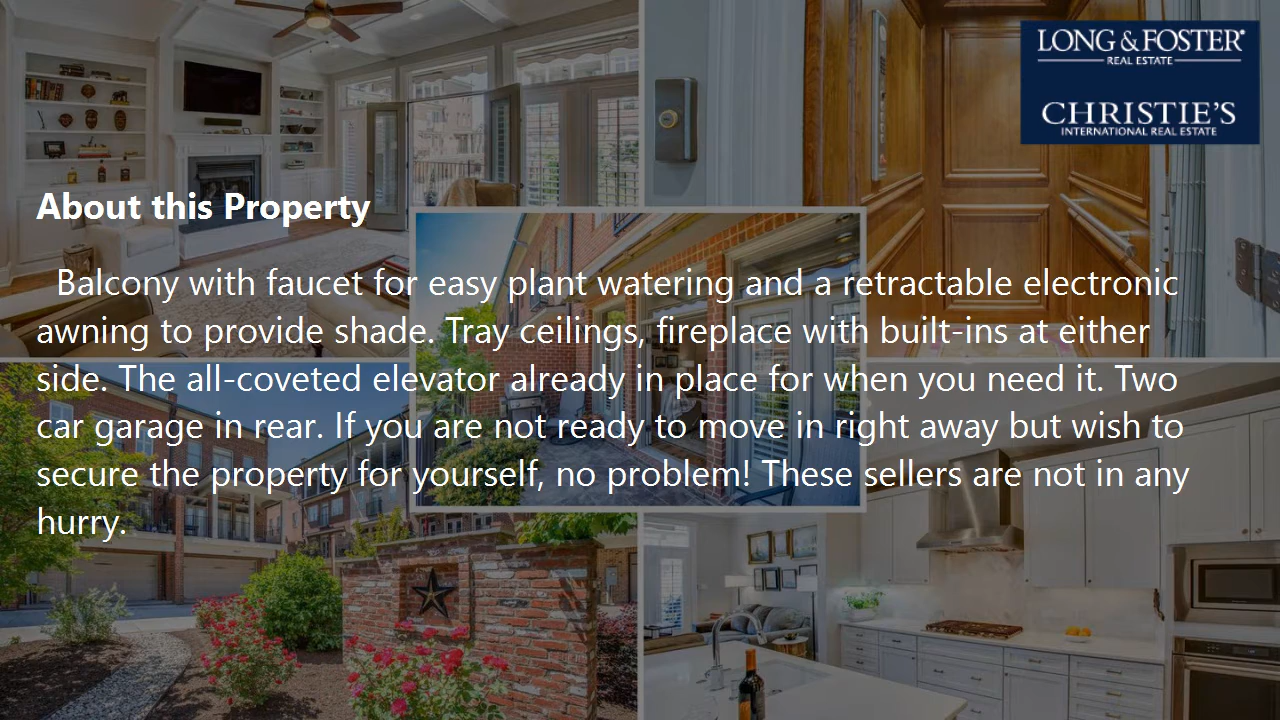 LONG & FOSTER®
REAL ESTATE
CHRISTIE'S
INTERNATIONAL REAL ESTATE
About this Property
Balcony with faucet for easy plant watering and a retractable electronic
awning to provide shade. Tray ceilings, fireplace with built-ins at either
side. The all-coveted elevator already in place for when you need it. Two
car garage in rear. If you are not ready to move in right away but wish to
secure the property for yourself, no problem! These sellers are not in any
hurry.